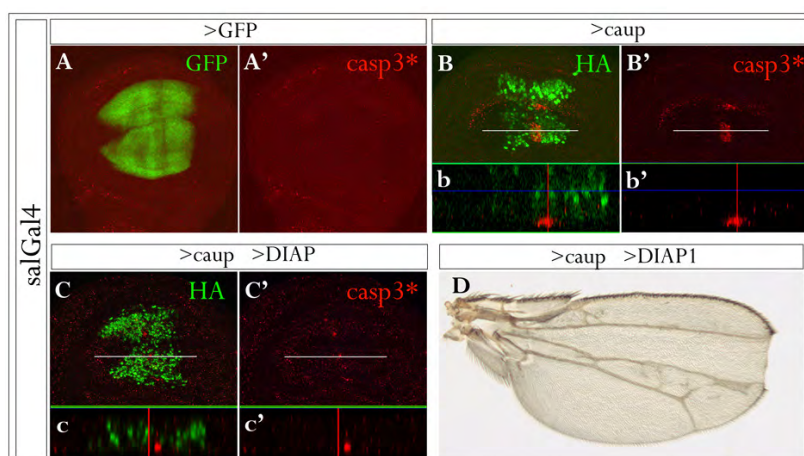 >GFP
>caup
A GFP
A' casp3*
B HA
B' casp3*
b
b'
salGal4
>caup >DIAP
>caup >DIAP1
C HA
C' casp3*
D
c
c'